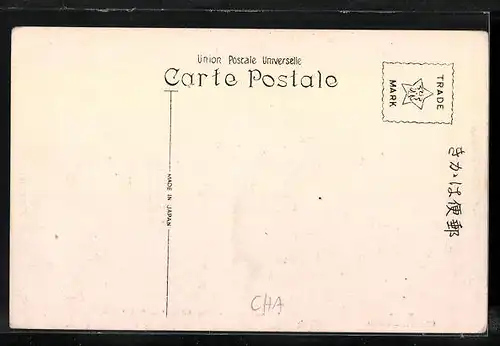 Union Postale Universelle
Carte Postale
TRADE
MARK
MADE IN JAPAN
きかは便郵
CHA